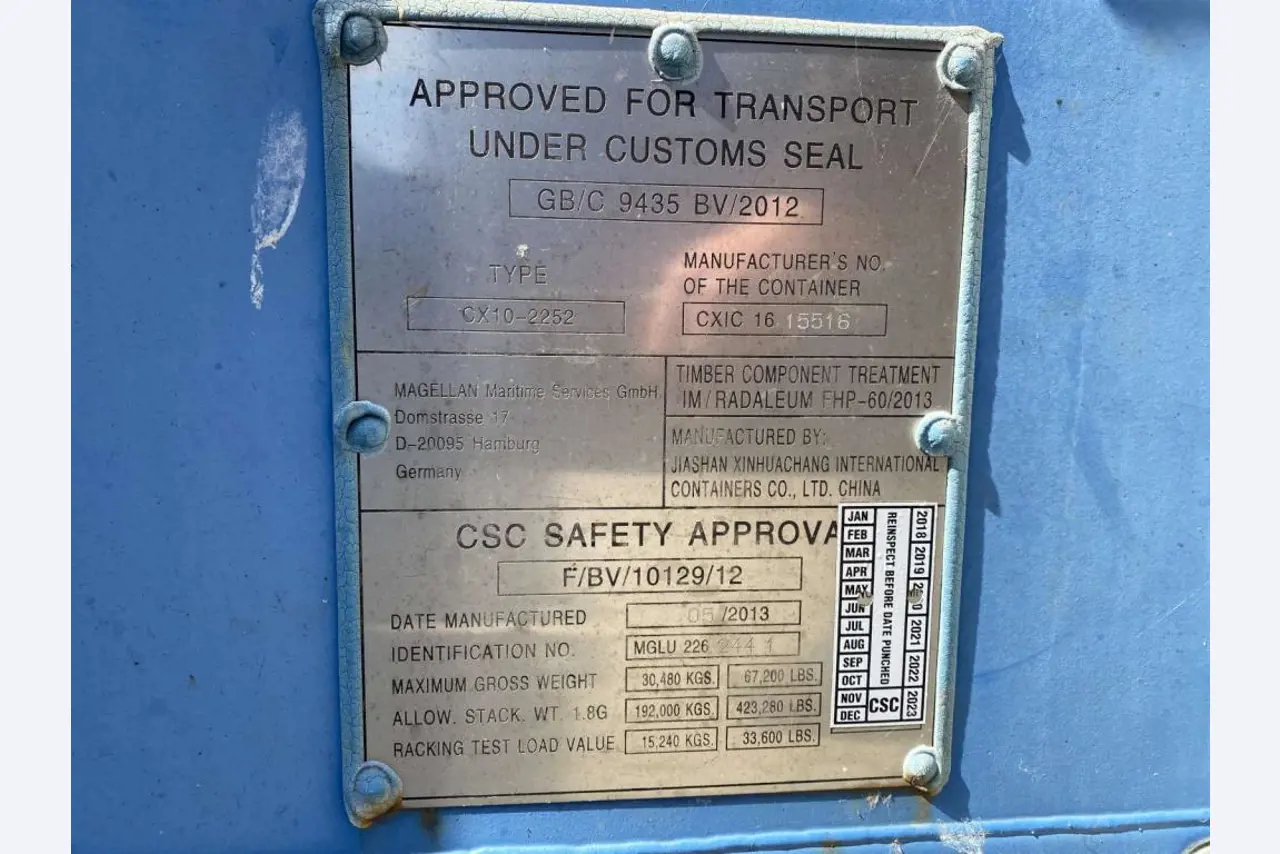 APPROVED FOR TRANSPORT
UNDER CUSTOMS SEAL
GB/C 9435 BV/2012
TYPE
CX10-2252
MANUFACTURER'S NO.
OF THE CONTAINER
CXIC 16 15516
MAGELLAN Maritime Services GmbH
Domstrasse 17
D-20095 Hamburg
Germany
TIMBER COMPONENT TREATMENT
IM/RADALEUM FHP-60/2013
MANUFACTURED BY:
JIASHAN XINHUACHANG INTERNATIONAL
CONTAINERS CO., LTD. CHINA
CSC SAFETY APPROVA
F/BV/10129/12
DATE MANUFACTURED 05 /2013
IDENTIFICATION NO. MGLU 226 244 1
MAXIMUM GROSS WEIGHT 30,480 KGS. 67,200 LBS.
ALLOW. STACK. WT. 1.8G 192,000 KGS. 423,280 LBS.
RACKING TEST LOAD VALUE 15,240 KGS. 33,600 LBS.
JAN
FEB
MAR
APR
MAY
JUN
JUL
AUG
SEP
OCT
NOV
DEC
REINSPECT BEFORE DATE PUNCHED
CSC
2018
2019
2021
2022
2023